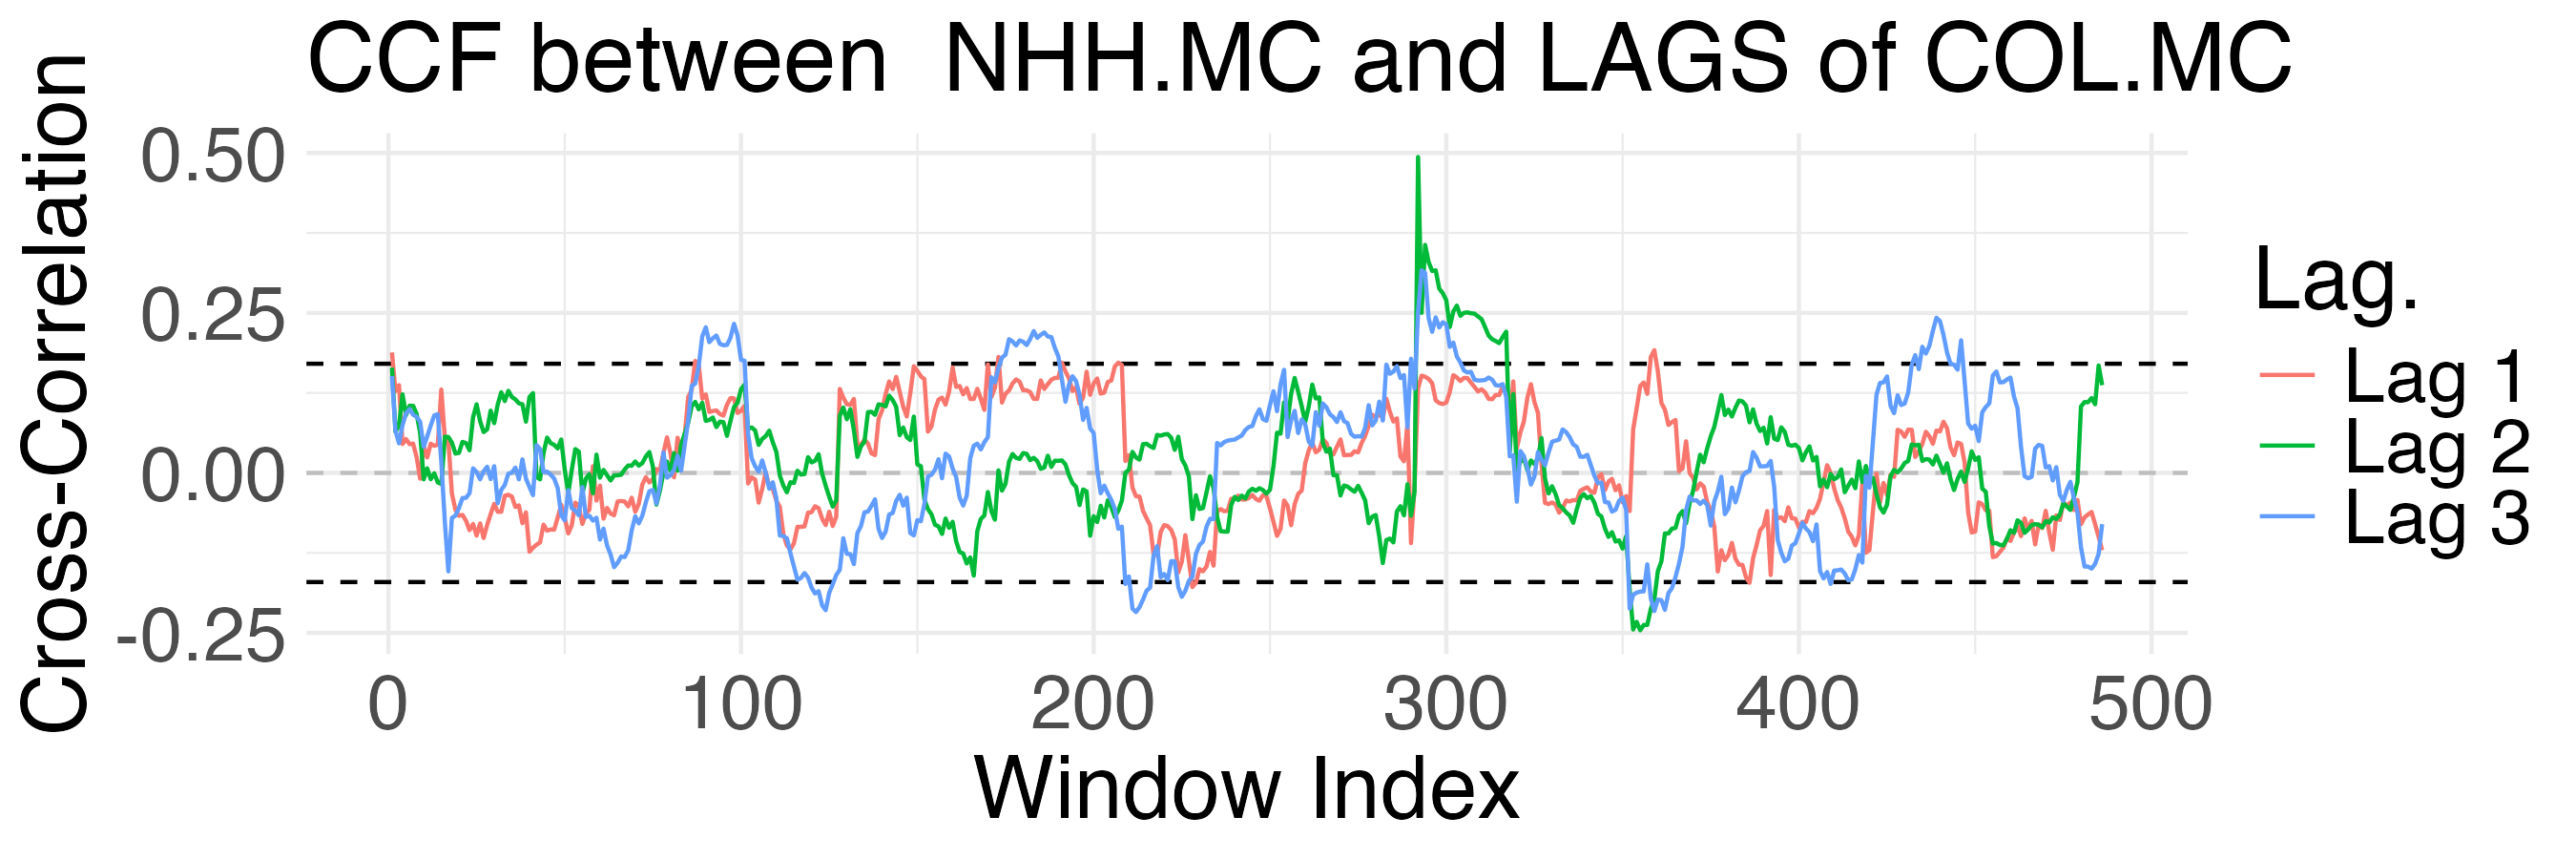 CCF between  NHH.MC and LAGS of COL.MC
Cross-Correlation
0.50
0.25
0.00
-0.25
0 100 200 300 400 500
Window Index
Lag.
Lag 1
Lag 2
Lag 3